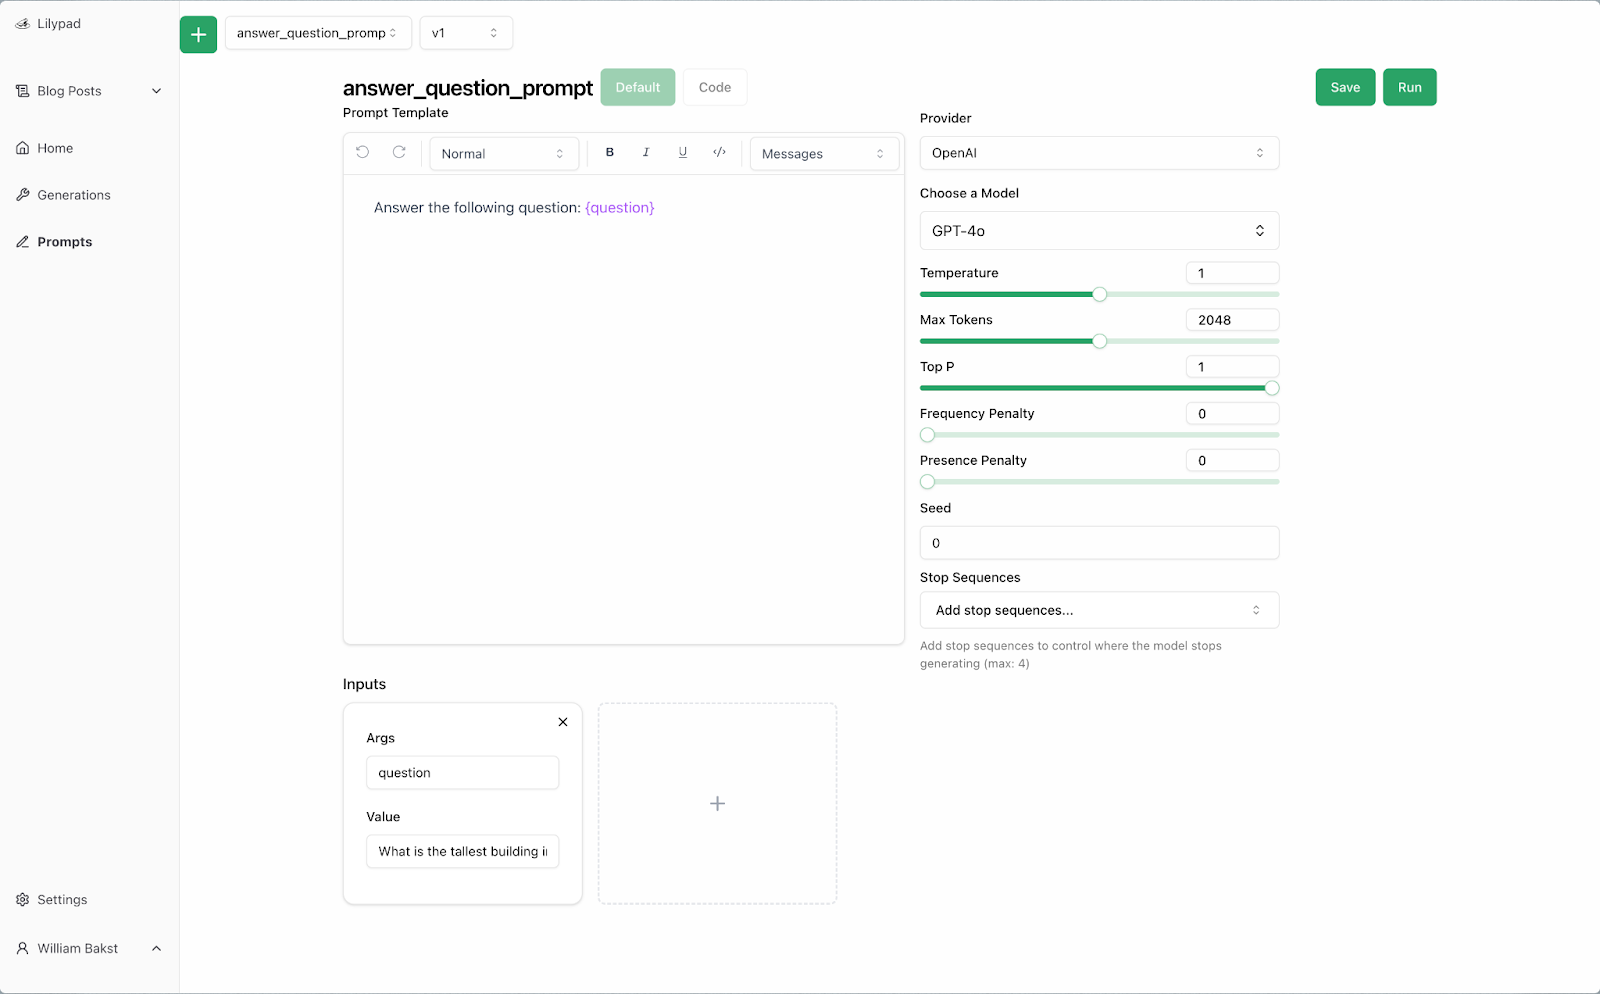 Lilypad
Blog Posts
Home
Generations
Prompts
Settings
William Bakst
answer_question_promp
v1
answer_question_prompt
Default
Code
Save
Run
Prompt Template
Normal
B
I
U
</>
Messages
Answer the following question: {question}
Provider
OpenAI
Choose a Model
GPT-4o
Temperature
1
Max Tokens
2048
Top P
1
Frequency Penalty
0
Presence Penalty
0
Seed
0
Stop Sequences
Add stop sequences...
Add stop sequences to control where the model stops
generating (max: 4)
Inputs
Args
question
Value
What is the tallest building